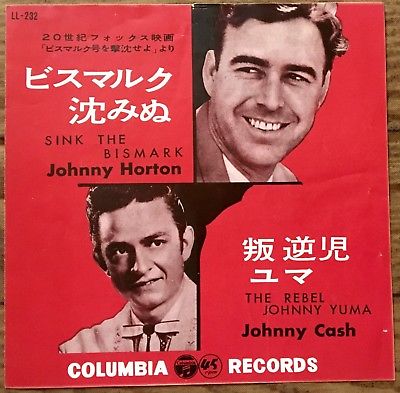 LL-232
20世紀フォックス映画
「ビスマルク号を撃沈せよ」より
ビスマルク
沈みぬ
SINK THE
BISMARK
Johnny Horton
叛逆児
ユマ
THE REBEL
JOHNNY YUMA
Johnny Cash
COLUMBIA 45 rpm RECORDS